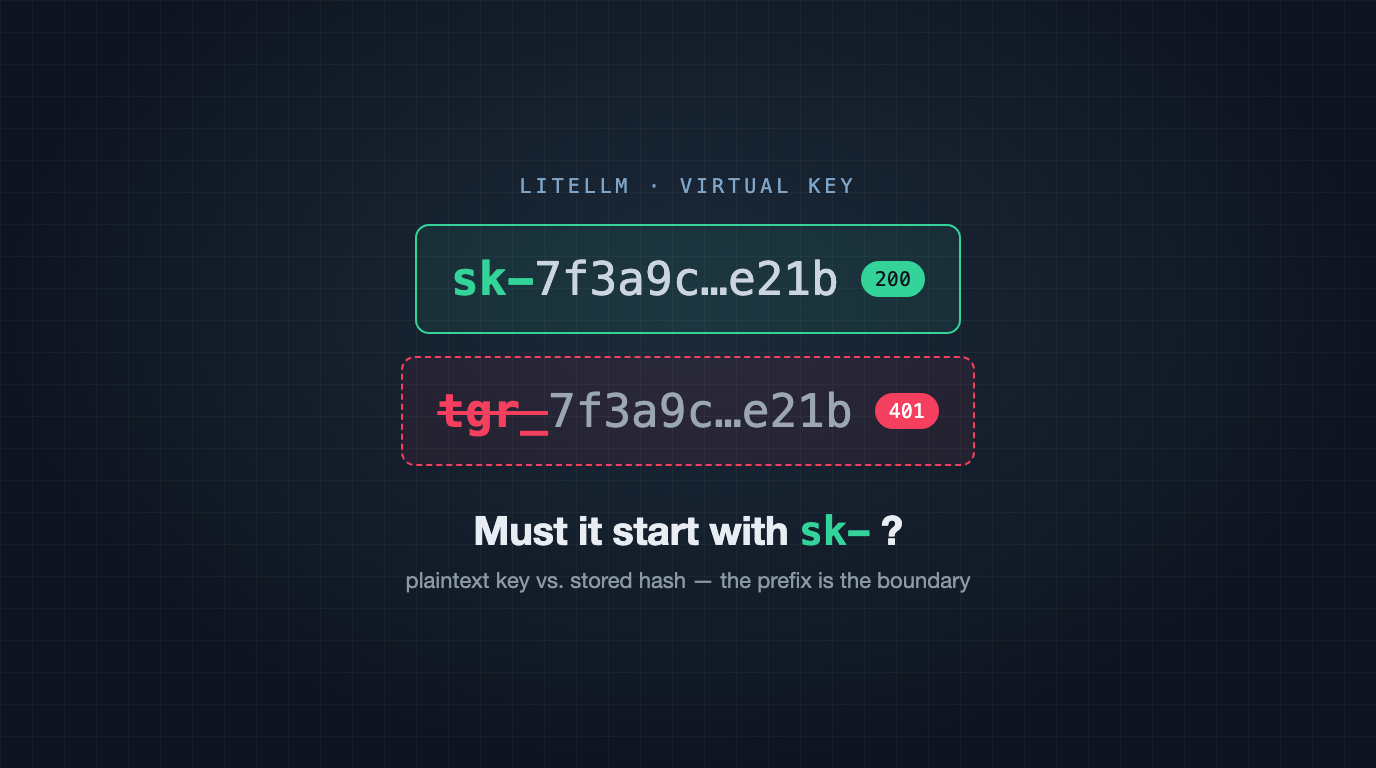 LITELLM · VIRTUAL KEY
sk-7f3a9c…e21b 200
tgr_7f3a9c…e21b 401
Must it start with sk- ?
plaintext key vs. stored hash — the prefix is the boundary